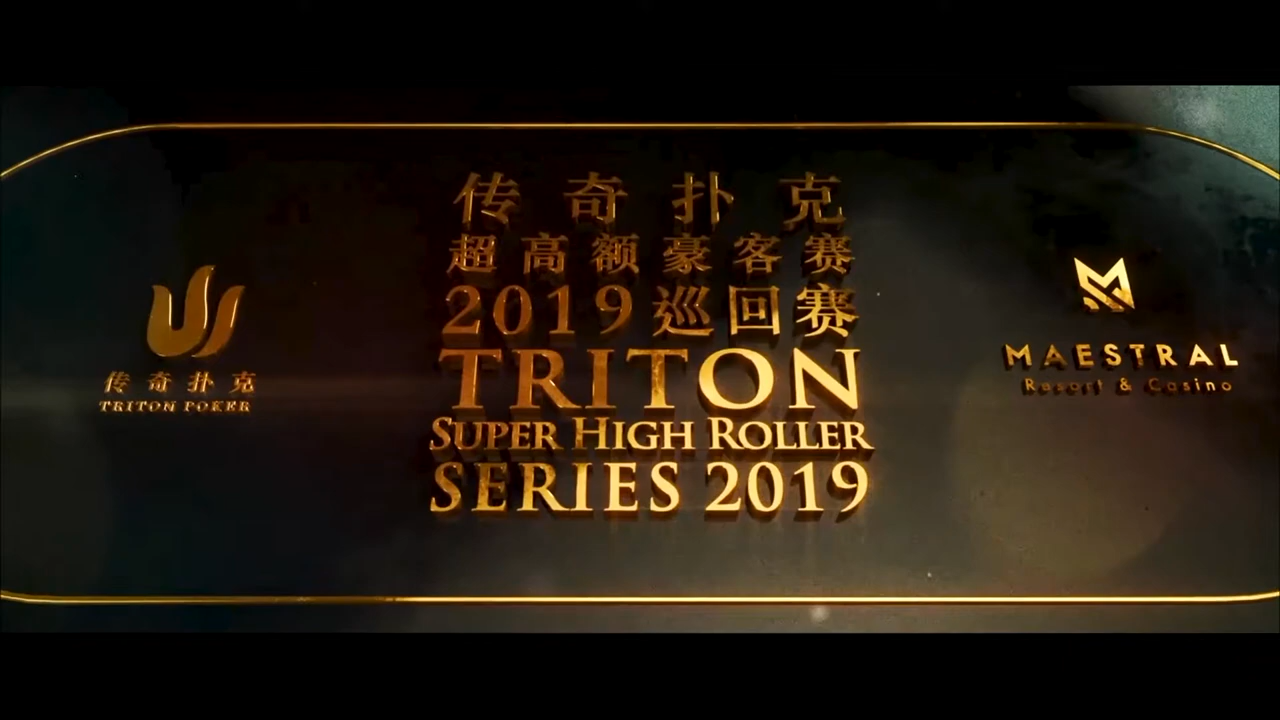 传奇扑克
超高额豪客赛
2019巡回赛
TRITON
SUPER HIGH ROLLER
SERIES 2019
传奇扑克
TRITON POKER
MAESTRAL
Resort & Casino